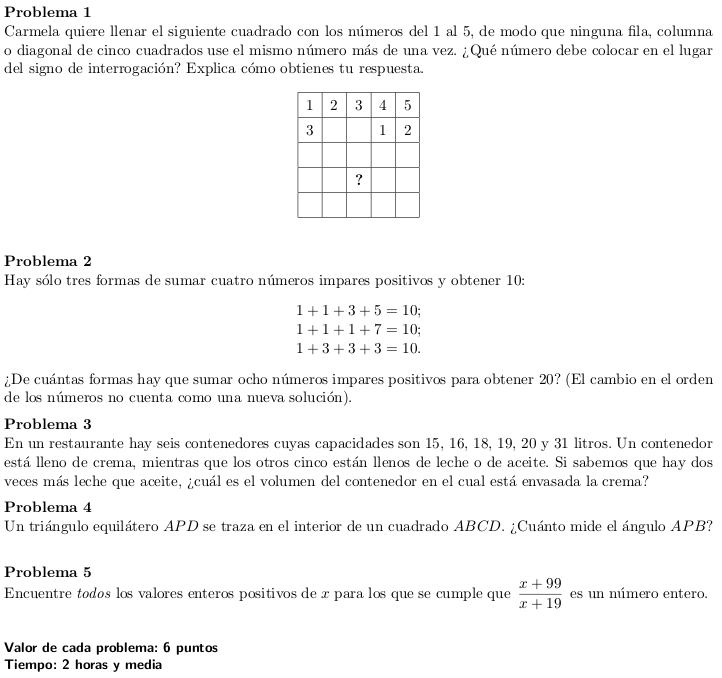 Problema 1
Carmela quiere llenar el siguiente cuadrado con los números del 1 al 5, de modo que ninguna fila, columna
o diagonal de cinco cuadrados use el mismo número más de una vez. ¿Qué número debe colocar en el lugar
del signo de interrogación? Explica cómo obtienes tu respuesta.
1 2 3 4 5
3 1 2
?
Problema 2
Hay sólo tres formas de sumar cuatro números impares positivos y obtener 10:
1 + 1 + 3 + 5 = 10;
1 + 1 + 1 + 7 = 10;
1 + 3 + 3 + 3 = 10.
¿De cuántas formas hay que sumar ocho números impares positivos para obtener 20? (El cambio en el orden
de los números no cuenta como una nueva solución).
Problema 3
En un restaurante hay seis contenedores cuyas capacidades son 15, 16, 18, 19, 20 y 31 litros. Un contenedor
está lleno de crema, mientras que los otros cinco están llenos de leche o de aceite. Si sabemos que hay dos
veces más leche que aceite, ¿cuál es el volumen del contenedor en el cual está envasada la crema?
Problema 4
Un triángulo equilátero APD se traza en el interior de un cuadrado ABCD. ¿Cuánto mide el ángulo APB?
Problema 5
Encuentre todos los valores enteros positivos de x para los que se cumple que (x + 99)/(x + 19) es un número entero.
Valor de cada problema: 6 puntos
Tiempo: 2 horas y media